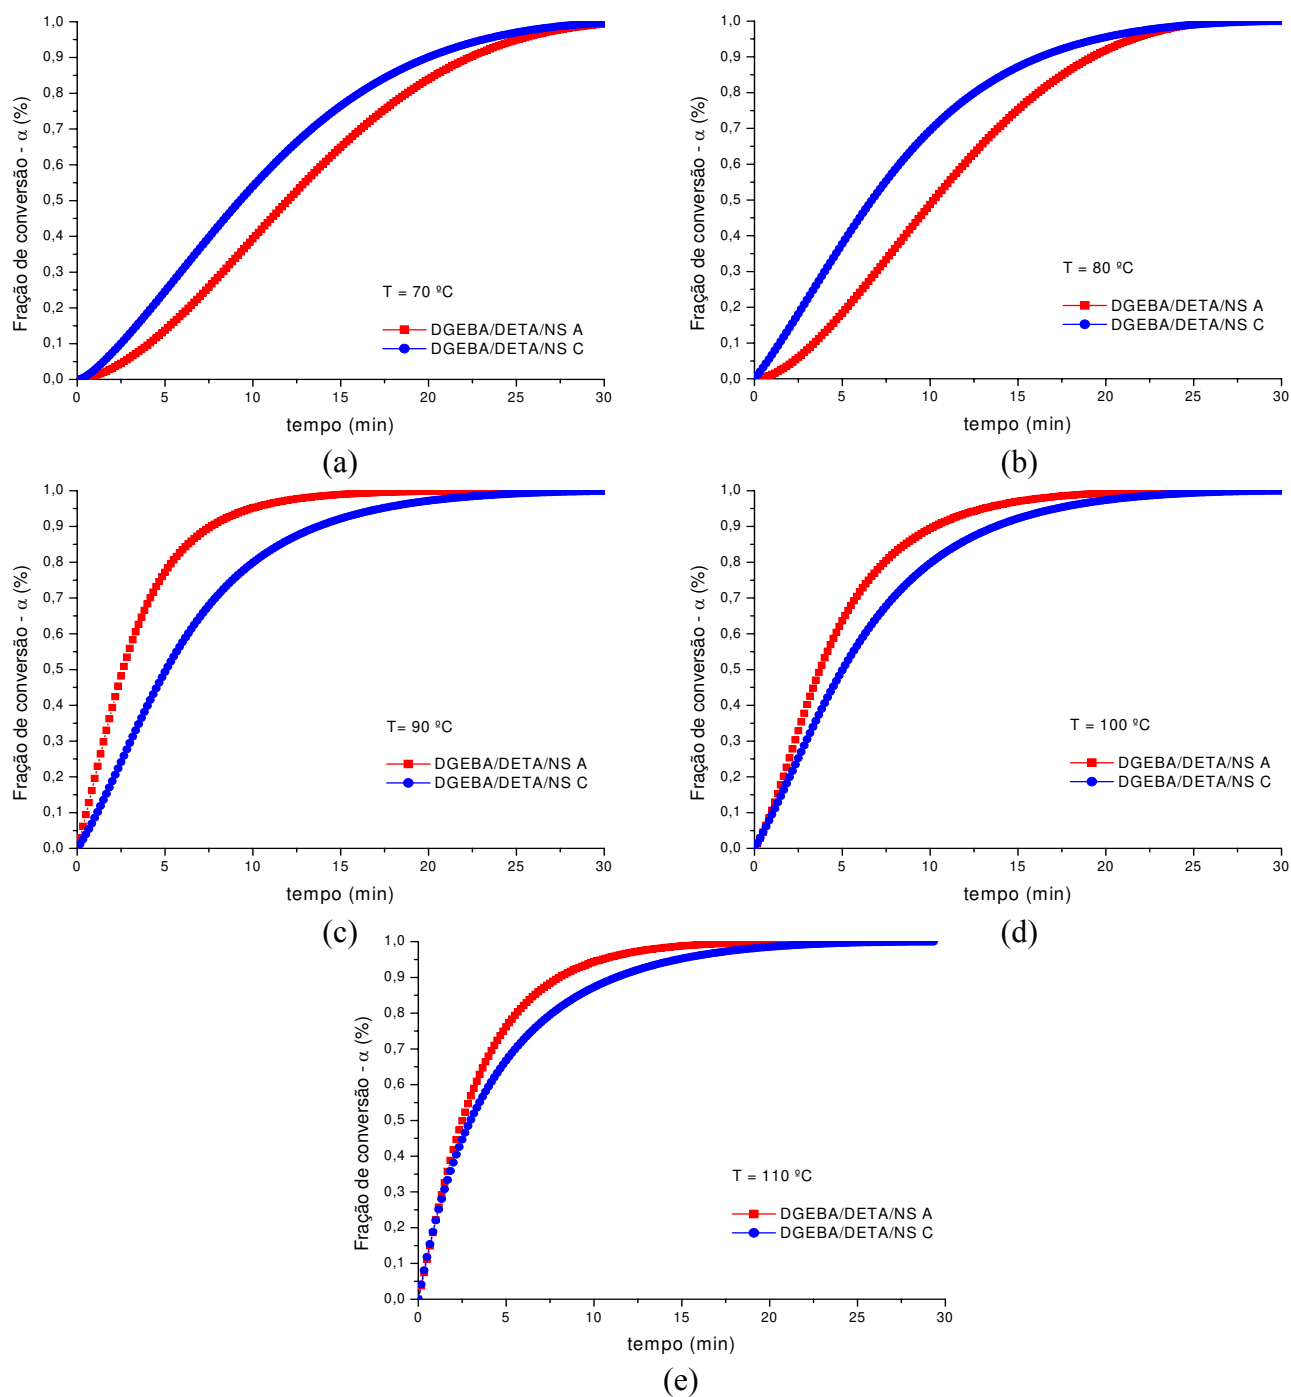 1,0
0,9
0,8
0,7
0,6
0,5
0,4
0,3
0,2
0,1
0,0
Fração de conversão - α (%)
T = 70 ºC
DGEBA/DETA/NS A
DGEBA/DETA/NS C
0 5 10 15 20 25 30
tempo (min)
(a)
1,0
0,9
0,8
0,7
0,6
0,5
0,4
0,3
0,2
0,1
0,0
Fração de conversão - α (%)
T = 80 ºC
DGEBA/DETA/NS A
DGEBA/DETA/NS C
0 5 10 15 20 25 30
tempo (min)
(b)
1,0
0,9
0,8
0,7
0,6
0,5
0,4
0,3
0,2
0,1
0,0
Fração de conversão - α (%)
T= 90 ºC
DGEBA/DETA/NS A
DGEBA/DETA/NS C
0 5 10 15 20 25 30
tempo (min)
(c)
1,0
0,9
0,8
0,7
0,6
0,5
0,4
0,3
0,2
0,1
0,0
Fração de conversão - α (%)
T = 100 ºC
DGEBA/DETA/NS A
DGEBA/DETA/NS C
0 5 10 15 20 25 30
tempo (min)
(d)
1,0
0,9
0,8
0,7
0,6
0,5
0,4
0,3
0,2
0,1
0,0
Fração de conversão - α (%)
T = 110 ºC
DGEBA/DETA/NS A
DGEBA/DETA/NS C
0 5 10 15 20 25 30
tempo (min)
(e)